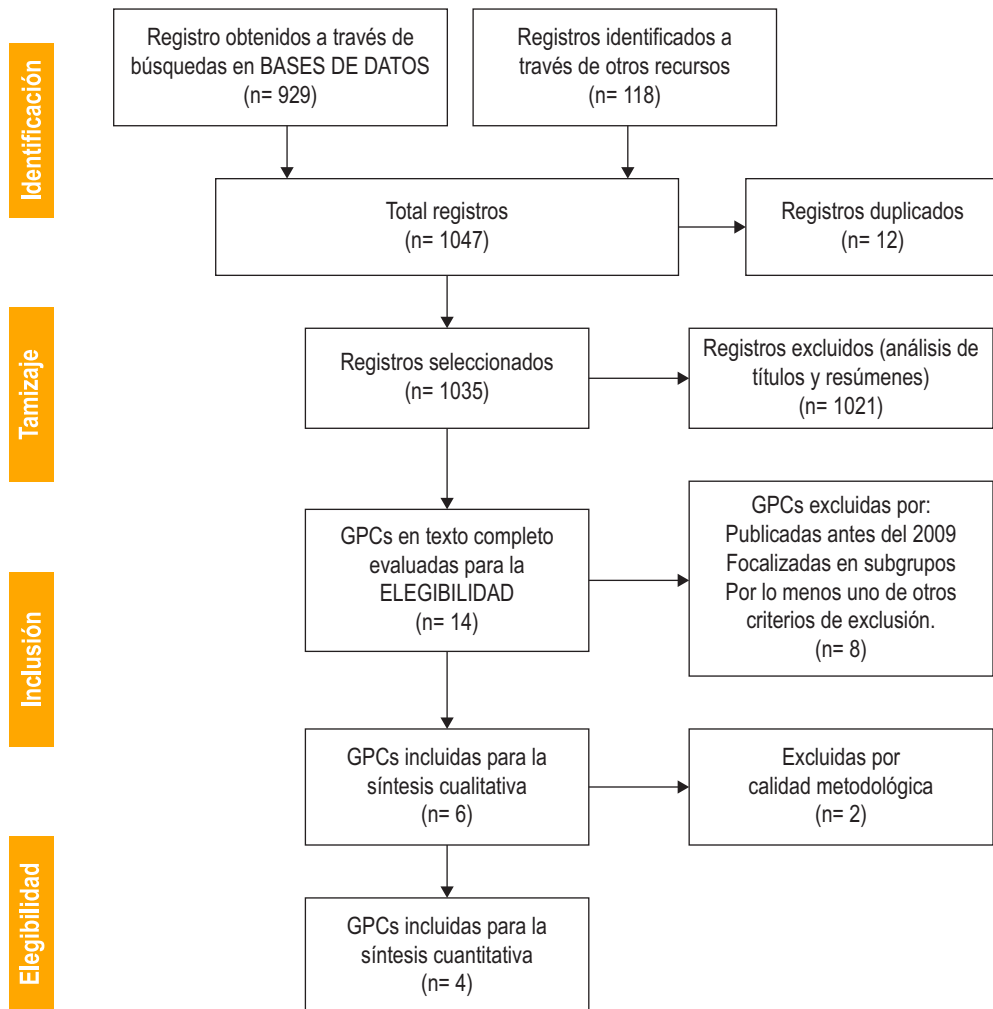 Identificación
Registro obtenidos a través de
búsquedas en BASES DE DATOS
(n= 929)
Registros identificados a
través de otros recursos
(n= 118)
Total registros
(n= 1047)
Registros duplicados
(n= 12)
Tamizaje
Registros seleccionados
(n= 1035)
Registros excluidos (análisis de
títulos y resúmenes)
(n= 1021)
Inclusión
GPCs en texto completo
evaluadas para la
ELEGIBILIDAD
(n= 14)
GPCs excluidas por:
Publicadas antes del 2009
Focalizadas en subgrupos
Por lo menos uno de otros
criterios de exclusión.
(n= 8)
GPCs incluidas para la
síntesis cualitativa
(n= 6)
Excluidas por
calidad metodológica
(n= 2)
Elegibilidad
GPCs incluidas para la
síntesis cuantitativa
(n= 4)